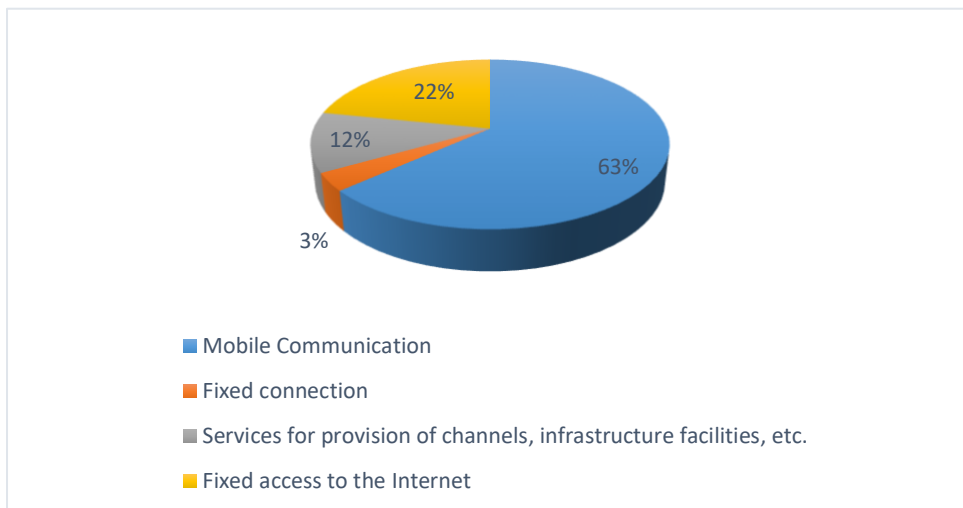 22%
12%
63%
3%
Mobile Communication
Fixed connection
Services for provision of channels, infrastructure facilities, etc.
Fixed access to the Internet